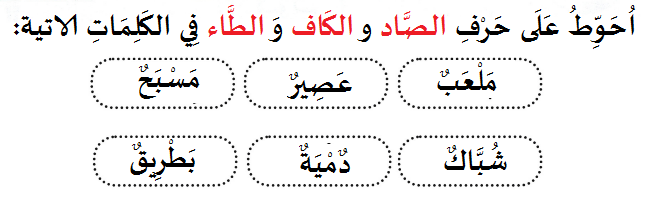 اُحَوِّطُ عَلَى حَرْفِ الصَّاد و الكَاف وَ الطَّاء فِي الكَلِمَاتِ الاتية:
مَلْعَبٌ عَصِيرٌ مَسْبَحٌ
شُبَّاكٌ دُمْيَةٌ بَطْرِيقٌ